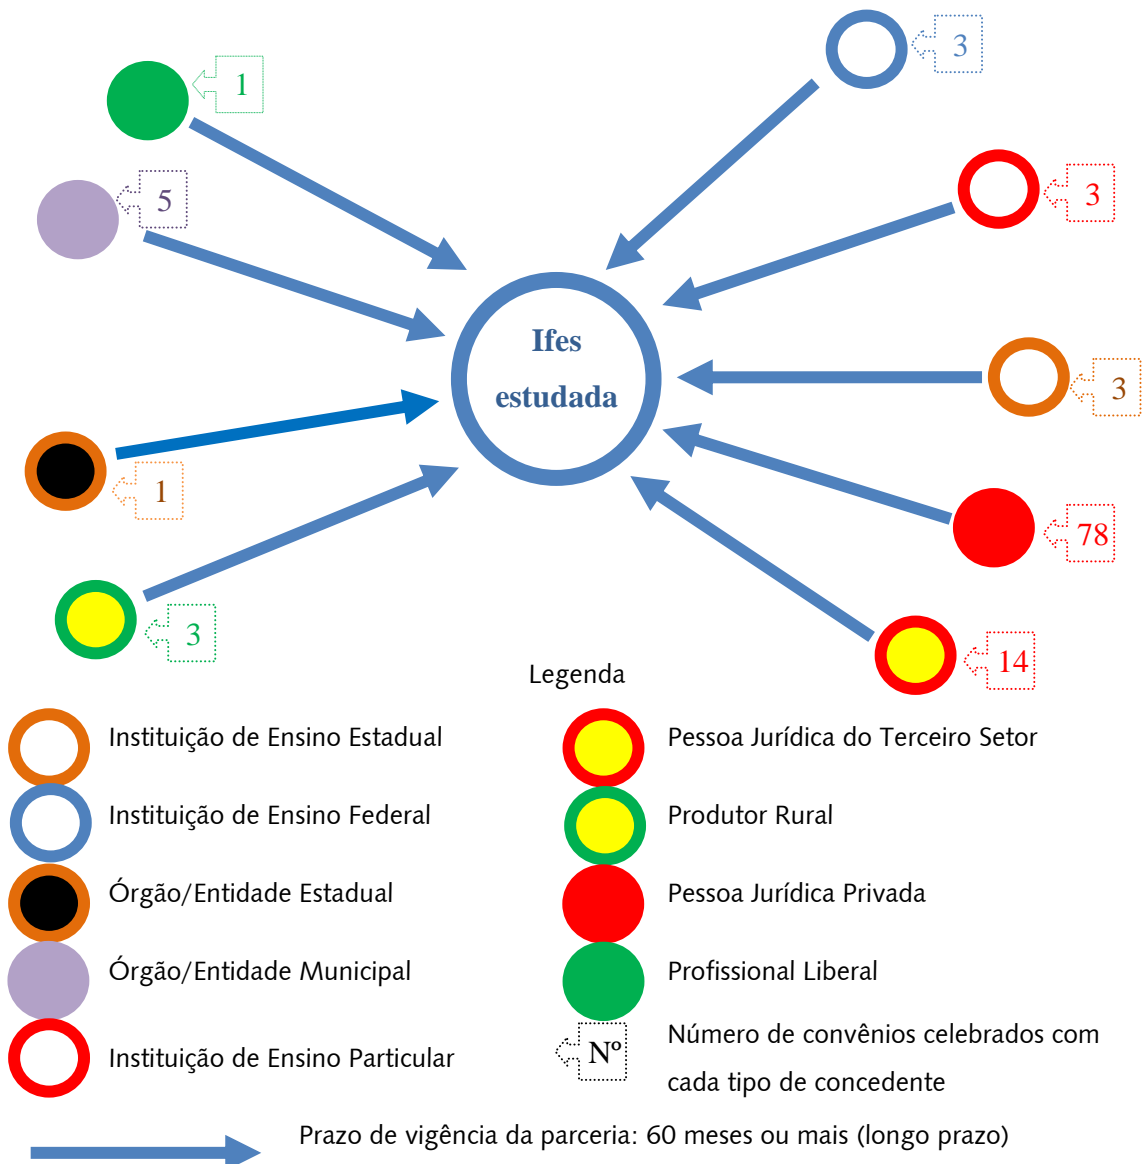 1
3
5
3
Ifes
estudada
3
1
78
3
14
Legenda
Instituição de Ensino Estadual
Instituição de Ensino Federal
Órgão/Entidade Estadual
Órgão/Entidade Municipal
Instituição de Ensino Particular
Pessoa Jurídica do Terceiro Setor
Produtor Rural
Pessoa Jurídica Privada
Profissional Liberal
Nº
Número de convênios celebrados com
cada tipo de concedente
Prazo de vigência da parceria: 60 meses ou mais (longo prazo)